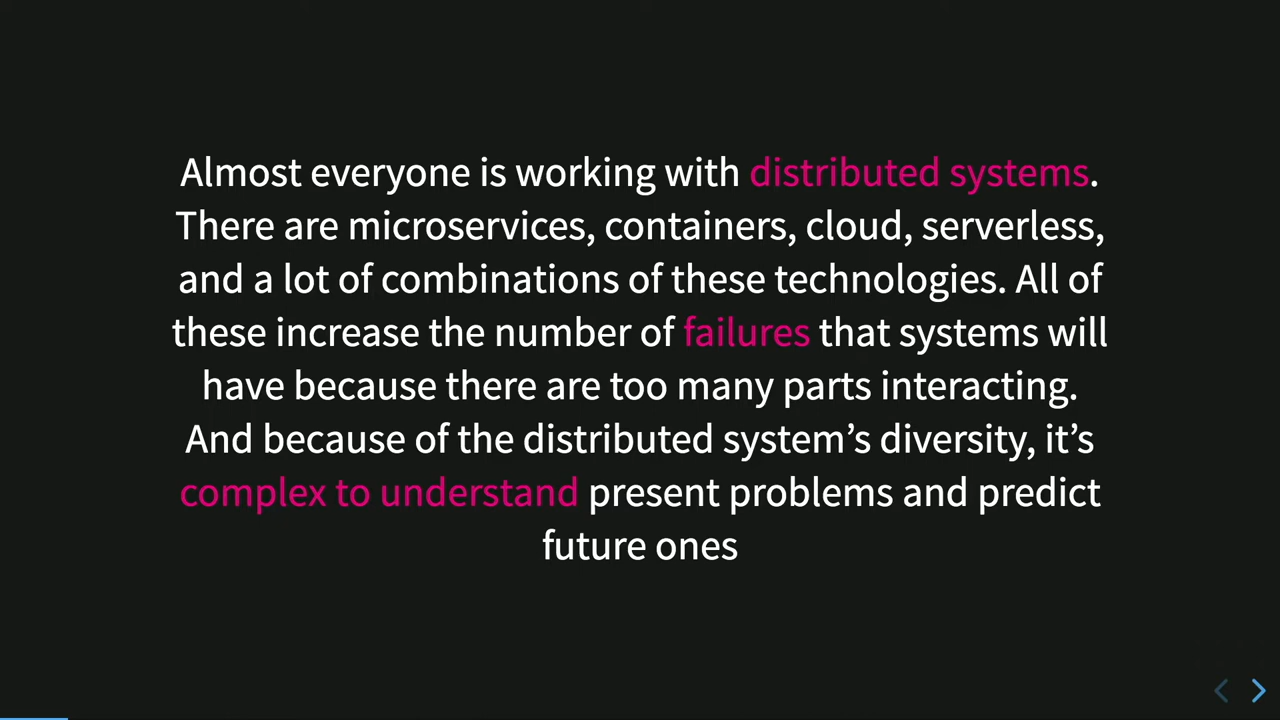 Almost everyone is working with distributed systems.
There are microservices, containers, cloud, serverless,
and a lot of combinations of these technologies. All of
these increase the number of failures that systems will
have because there are too many parts interacting.
And because of the distributed system’s diversity, it’s
complex to understand present problems and predict
future ones